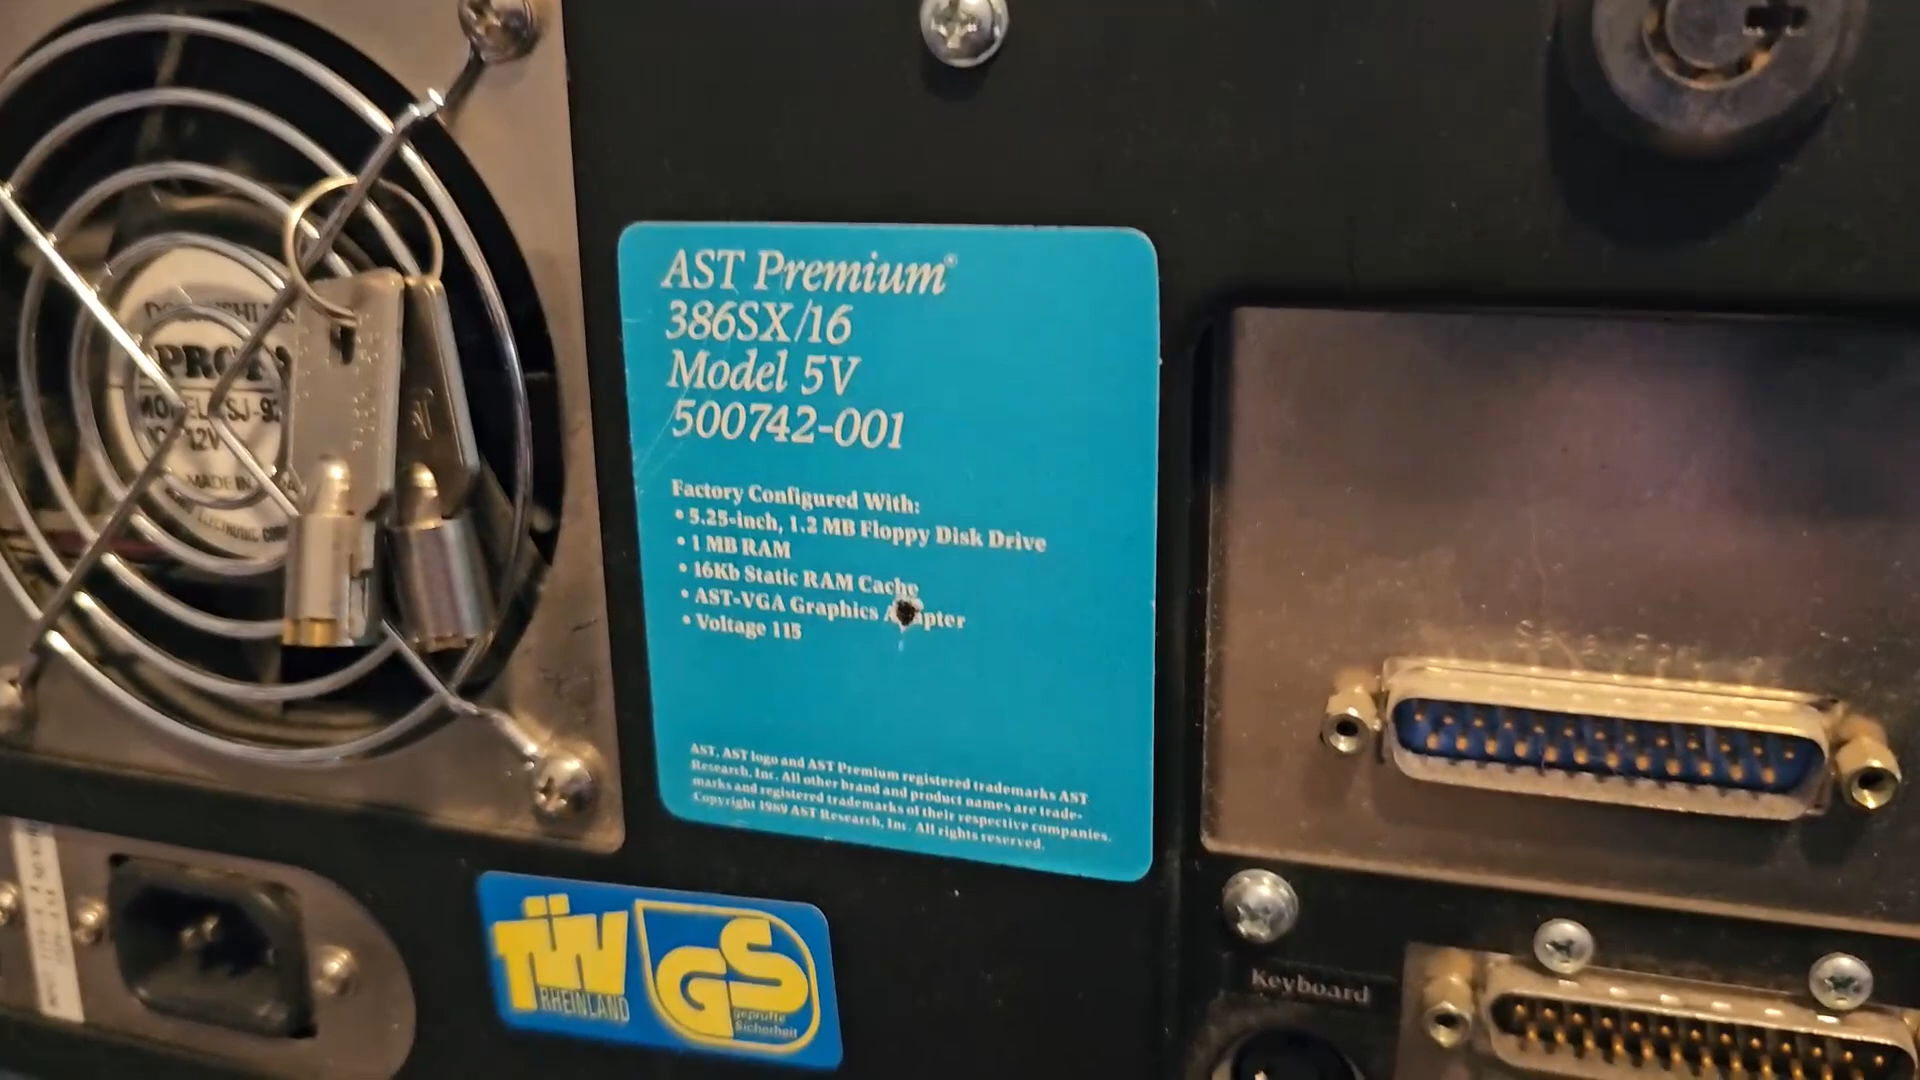 AST Premium®
386SX/16
Model 5V
500742-001
Factory Configured With:
• 5.25-inch, 1.2 MB Floppy Disk Drive
• 1 MB RAM
• 16Kb Static RAM Cache
• AST-VGA Graphics
• Voltage 115
AST, AST logo and AST Premium registered trademarks AST
Research, Inc. All other brand and product names are trade-
marks and registered trademarks of their respective companies.
Copyright 1989 AST Research, Inc. All rights reserved.
12V
MADE IN
TÜV
RHEINLAND
GS
geprüfte
Sicherheit
Keyboard